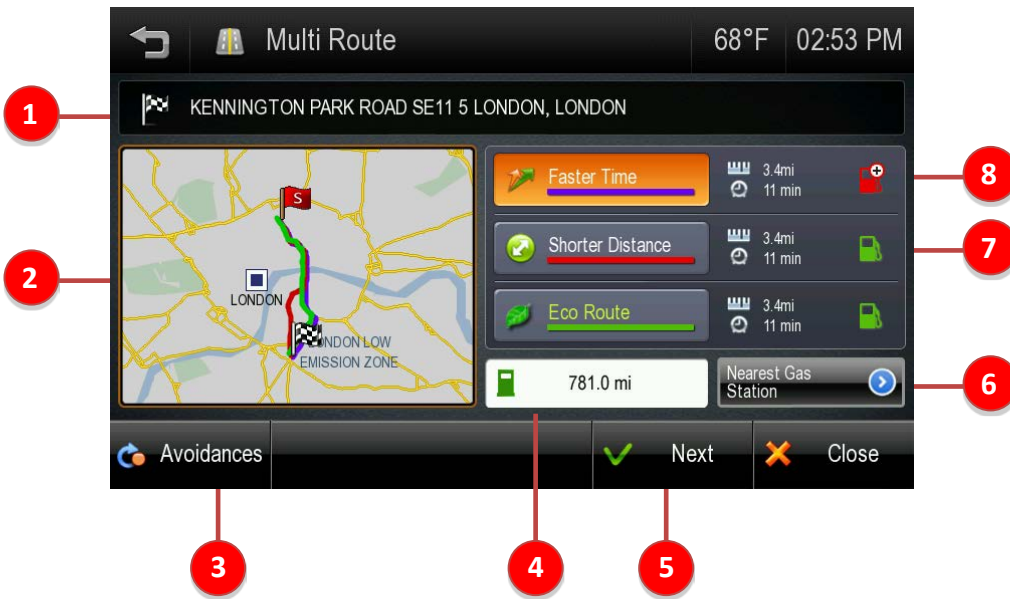 Multi Route
68°F
02:53 PM
1
KENNINGTON PARK ROAD SE11 5 LONDON, LONDON
2
S
LONDON
EMISSION ZONE
LONDON LOW
Faster Time
3.4mi
11 min
8
Shorter Distance
3.4mi
11 min
7
Eco Route
3.4mi
11 min
781.0 mi
Nearest Gas
Station
6
Avoidances
Next
Close
3
4
5